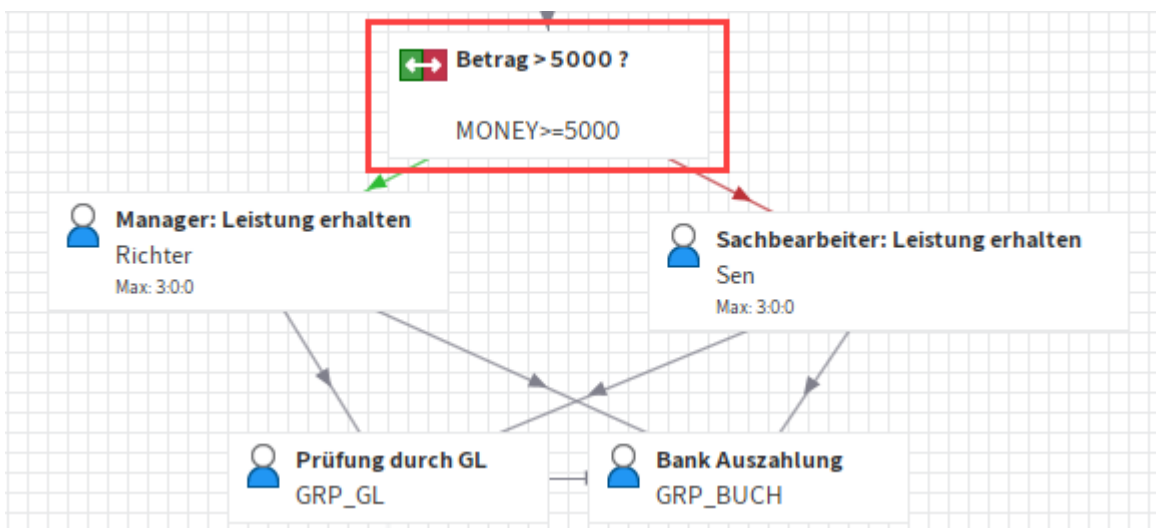 Betrag > 5000 ?
MONEY>=5000
Manager: Leistung erhalten
Richter
Max: 3:0:0
Sachbearbeiter: Leistung erhalten
Sen
Max: 3:0:0
Prüfung durch GL
GRP_GL
Bank Auszahlung
GRP_BUCH